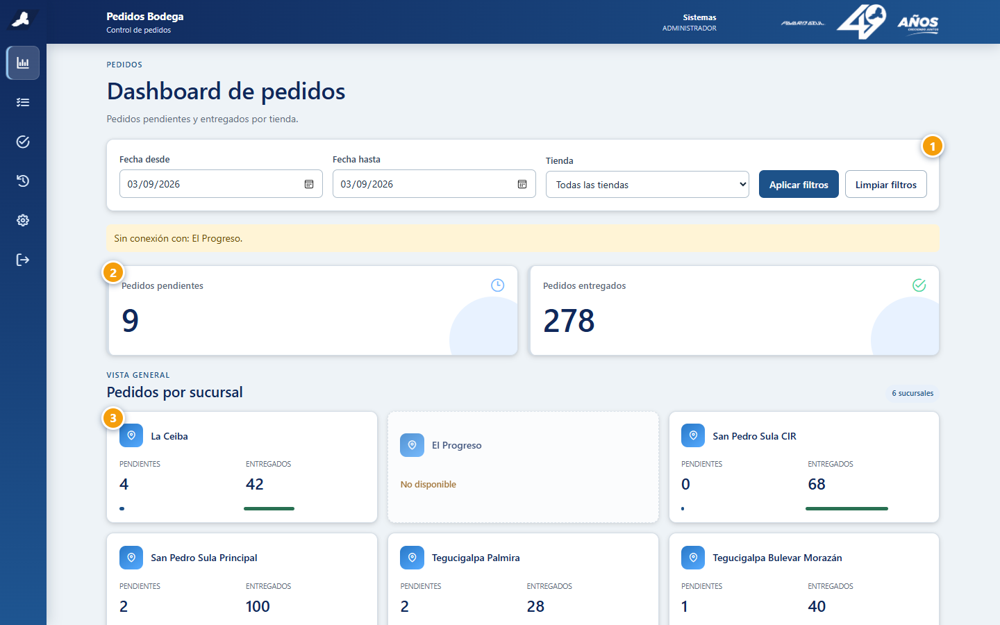 Pedidos Bodega
Control de pedidos
Sistemas
ADMINISTRADOR
49 AÑOS
PEDIDOS
Dashboard de pedidos
Pedidos pendientes y entregados por tienda.
1
Fecha desde
Fecha hasta
Tienda
03/09/2026
03/09/2026
Todas las tiendas
Aplicar filtros
Limpiar filtros
Sin conexión con: El Progreso.
2
Pedidos pendientes
Pedidos entregados
9
278
VISTA GENERAL
Pedidos por sucursal
6 sucursales
3
La Ceiba
PENDIENTES
ENTREGADOS
4
42
El Progreso
No disponible
San Pedro Sula CIR
PENDIENTES
ENTREGADOS
0
68
San Pedro Sula Principal
PENDIENTES
ENTREGADOS
2
100
Tegucigalpa Palmira
PENDIENTES
ENTREGADOS
2
28
Tegucigalpa Bulevar Morazán
PENDIENTES
ENTREGADOS
1
40